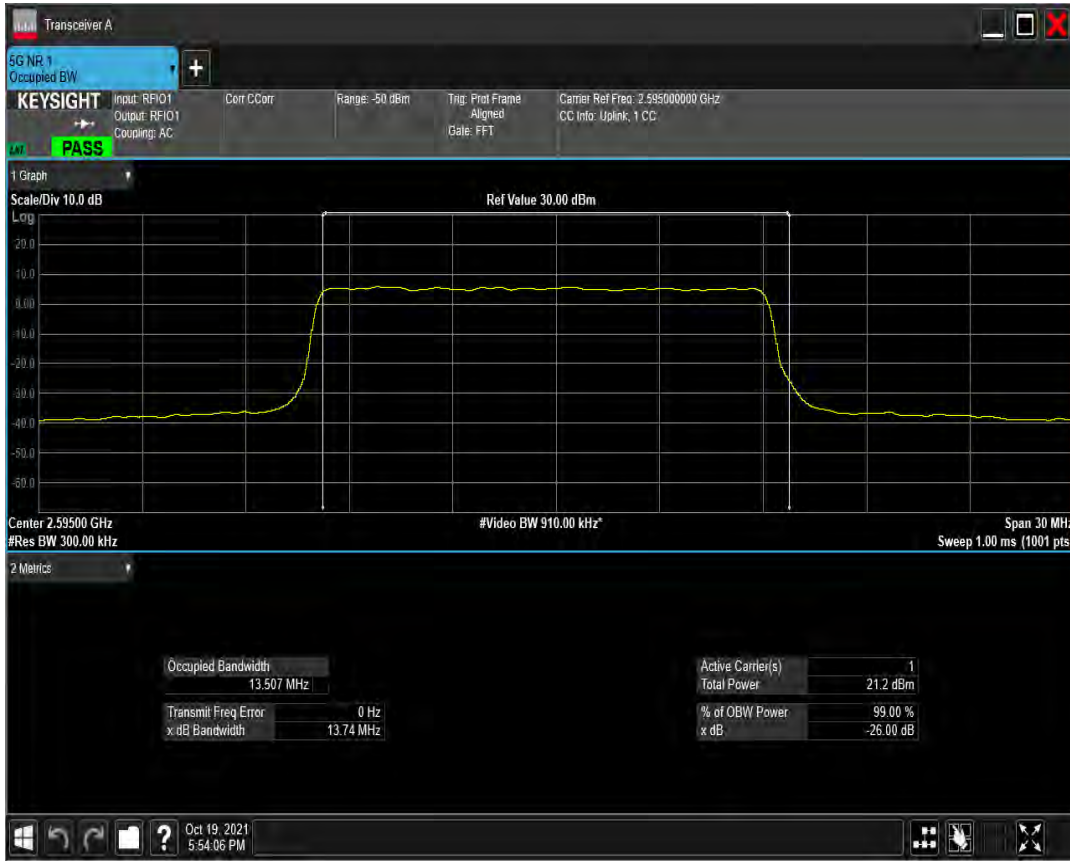 Transceiver A
5G NR 1
Occupied BW
+
KEYSIGHT
PASS
Input: RFIO1
Output: RFIO1
Coupling: AC
Corr CCorr
Range: -50 dBm
Trig: Prot Frame
Aligned
Gate: FFT
Carrier Ref Freq: 2.595000000 GHz
CC Info: Uplink, 1 CC
1 Graph
Scale/Div 10.0 dB
Ref Value 30.00 dBm
Log
20.0
10.0
0.00
-10.0
-20.0
-30.0
-40.0
-50.0
-60.0
Center 2.59500 GHz
#Video BW 910.00 kHz*
Span 30 MHz
#Res BW 300.00 kHz
Sweep 1.00 ms (1001 pts
2 Metrics
Occupied Bandwidth
13.507 MHz
Transmit Freq Error 0 Hz
x dB Bandwidth 13.74 MHz
Active Carrier(s) 1
Total Power 21.2 dBm
% of OBW Power 99.00 %
x dB -26.00 dB
?
Oct 19, 2021
5:54:06 PM